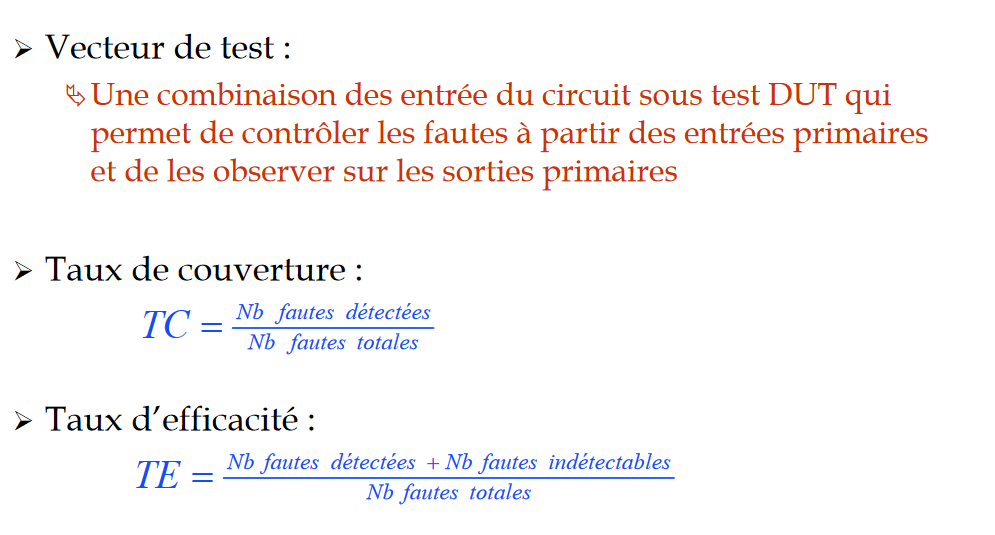 Vecteur de test :
Une combinaison des entrée du circuit sous test DUT qui
permet de contrôler les fautes à partir des entrées primaires
et de les observer sur les sorties primaires
Taux de couverture :
TC = Nb fautes détectées / Nb fautes totales
Taux d’efficacité :
TE = Nb fautes détectées + Nb fautes indétectables / Nb fautes totales